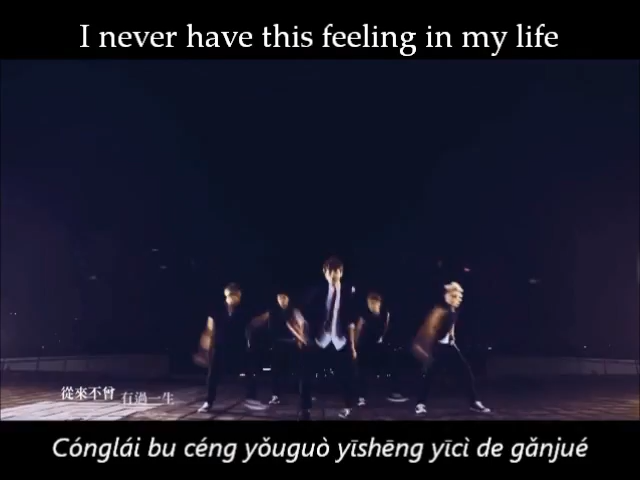 I never have this feeling in my life
從來不曾 有過一生
Cónglái bu céng yǒuguò yīshēng yīcì de gǎnjué